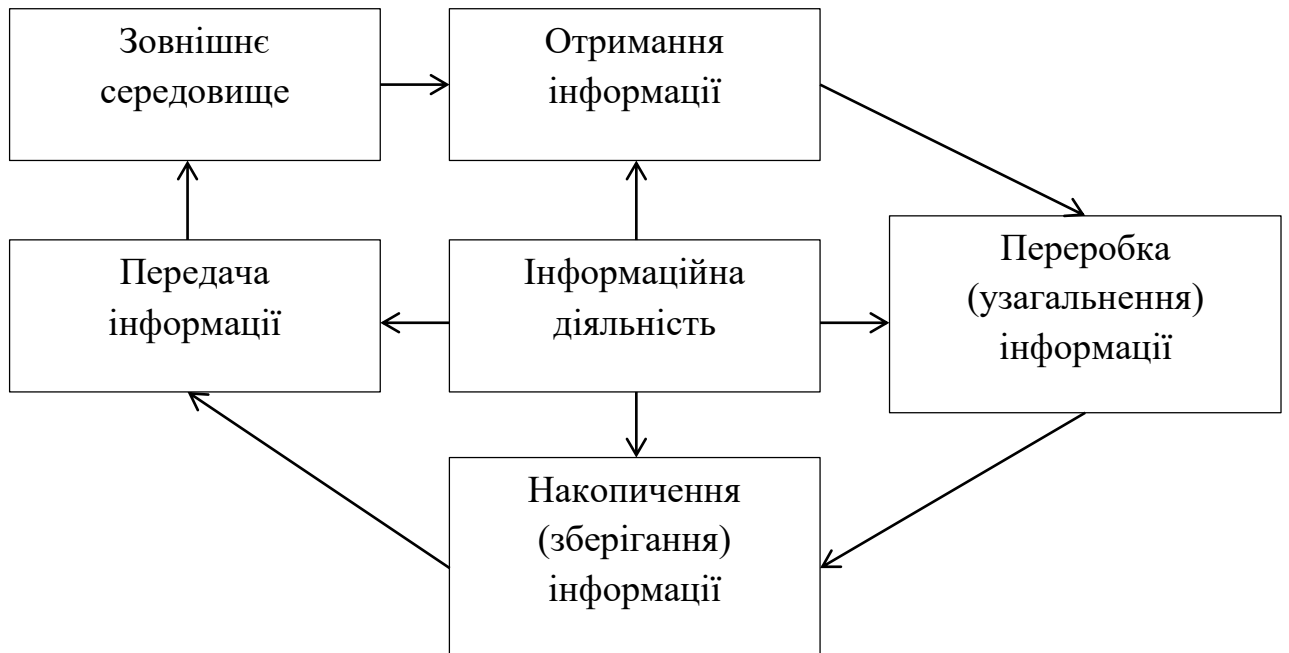 Зовнішнє
середовище
Отримання
інформації
Передача
інформації
Інформаційна
діяльність
Переробка
(узагальнення)
інформації
Накопичення
(зберігання)
інформації